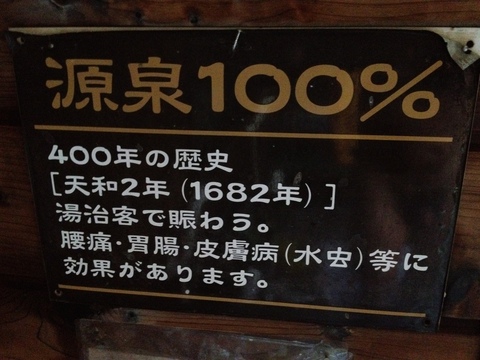 源泉100%
400年の歴史
[天和2年(1682年)]
湯治客で賑わう。
腰痛・胃腸・皮膚病(水虫)等に
効果があります。